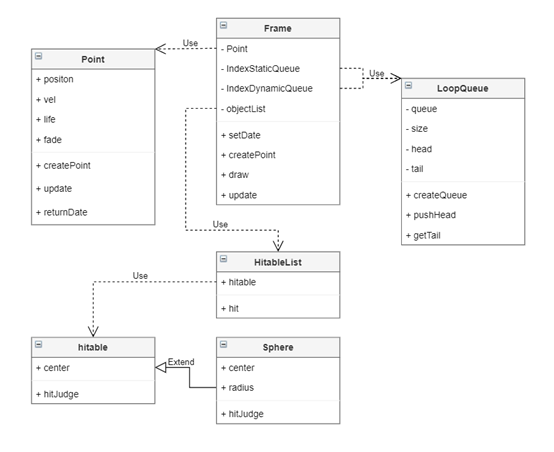 Frame
- Point
- IndexStaticQueue
- IndexDynamicQueue
- objectList
+ setDate
+ createPoint
+ draw
+ update
Use
Point
+ positon
+ vel
+ life
+ fade
+ createPoint
+ update
+ returnDate
Use
LoopQueue
- queue
- size
- head
- tail
+ createQueue
+ pushHead
+ getTail
Use
HitableList
+ hitable
+ hit
Use
hitable
+ center
+ hitJudge
Extend
Sphere
+ center
+ radius
+ hitJudge